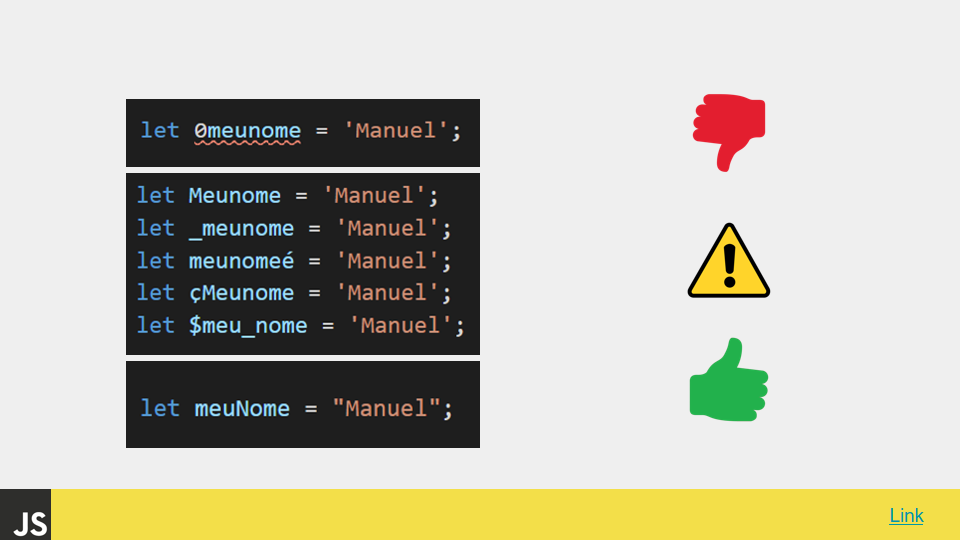 let 0meunome = 'Manuel';
let Meunome = 'Manuel';
let _meunome = 'Manuel';
let meunomeé = 'Manuel';
let çMeunome = 'Manuel';
let $meu_nome = 'Manuel';
let meuNome = "Manuel";
JS
Link